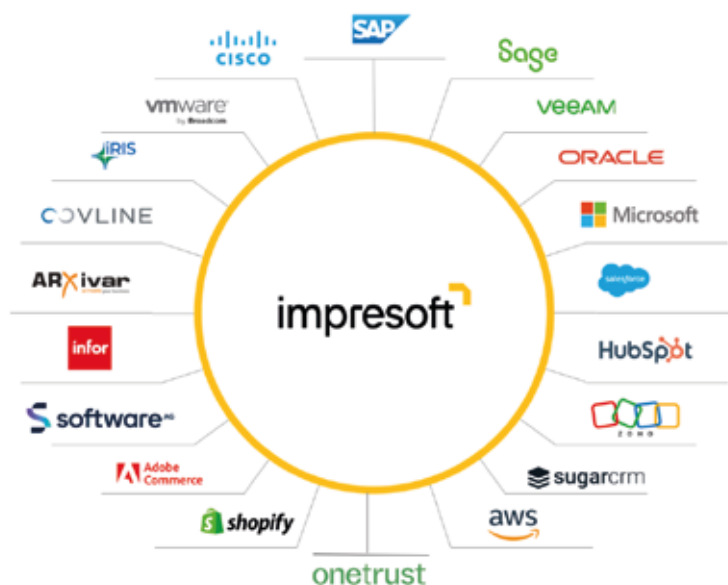 SAP
CISCO
Sage
vmware
by Broadcom
veeAM
iRIS
ORACLE
COVLINE
Microsoft
ARXivar
salesforce
impresoft
infor
HubSpot
software AG
ZOHO
Adobe
Commerce
sugarcrm
shopify
aws
onetrust